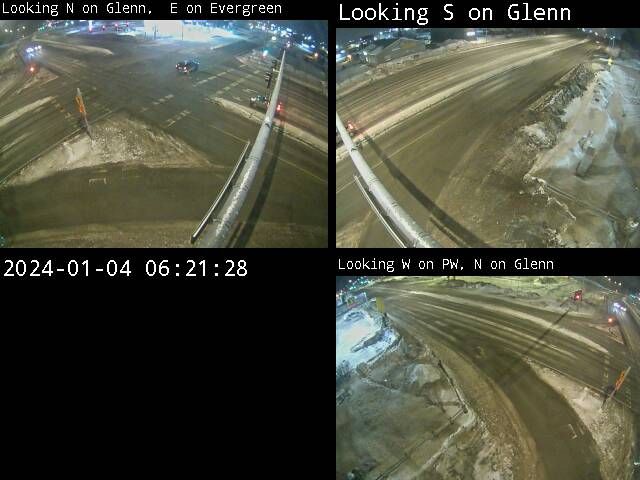 Looking N on Glenn,  E on Evergreen
Looking S on Glenn
2024-01-04 06:21:28
Looking W on PW, N on Glenn